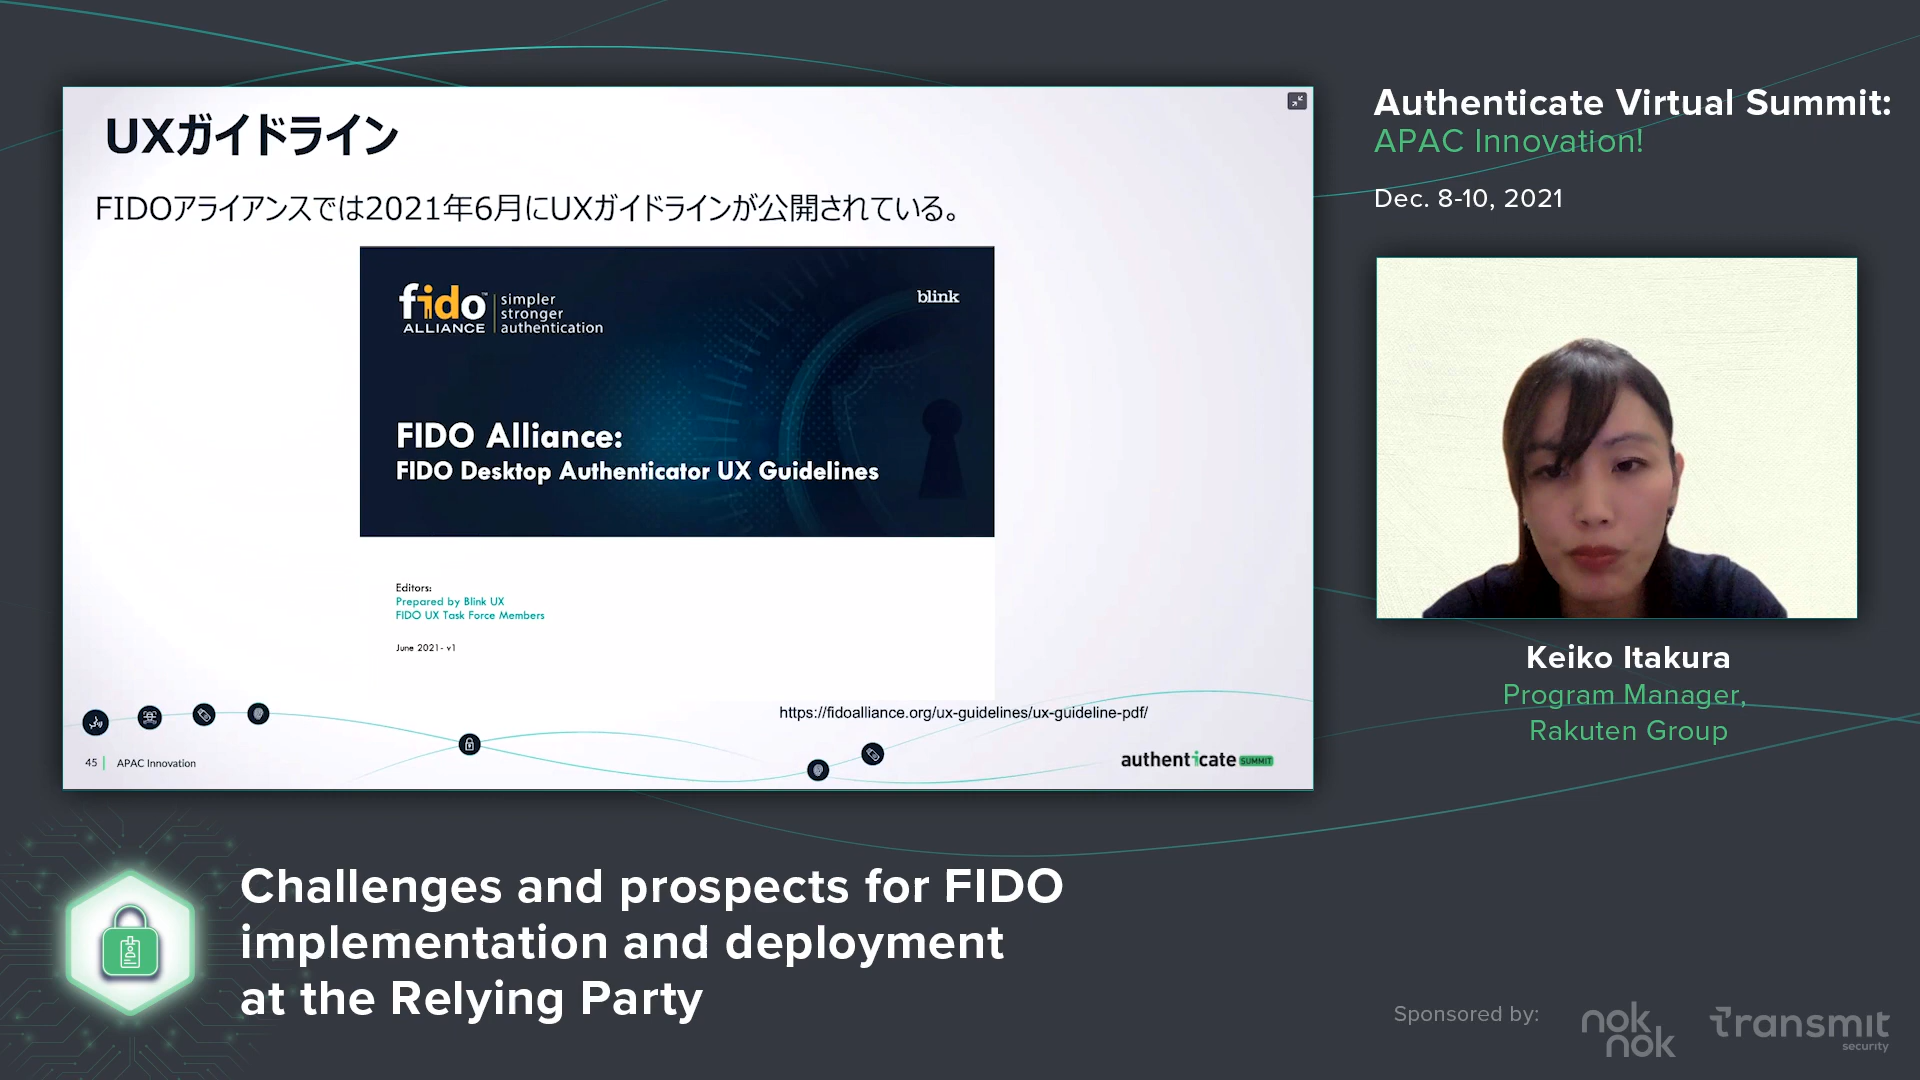 UXガイドライン
FIDOアライアンスでは2021年6月にUXガイドラインが公開されている。
fido
ALLIANCE
simpler
stronger
authentication
blink
FIDO Alliance:
FIDO Desktop Authenticator UX Guidelines
Editors:
Prepared by Blink UX
FIDO UX Task Force Members
June 2021- v1
https://fidoalliance.org/ux-guidelines/ux-guideline-pdf/
45 | APAC Innovation
authenticate SUMMIT
Authenticate Virtual Summit:
APAC Innovation!
Dec. 8-10, 2021
Keiko Itakura
Program Manager,
Rakuten Group
Challenges and prospects for FIDO
implementation and deployment
at the Relying Party
Sponsored by:
nok
nok
Transmit
security